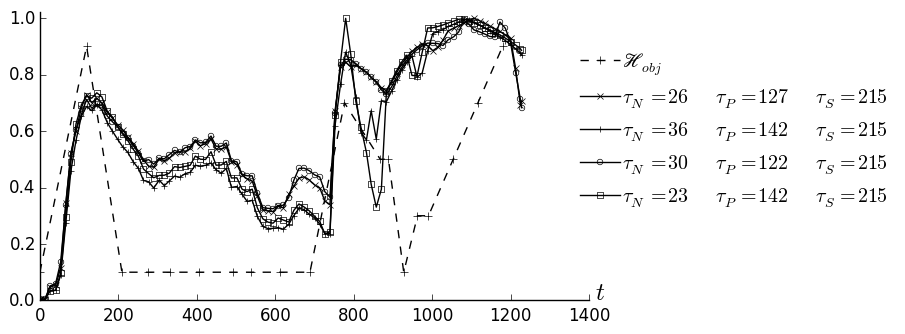 1.0
0.8
0.6
0.4
0.2
0.0
0 200 400 600 800 1000 1200 1400
t
ℋ_obj
τ_N =26 τ_P =127 τ_S =215
τ_N =36 τ_P =142 τ_S =215
τ_N =30 τ_P =122 τ_S =215
τ_N =23 τ_P =142 τ_S =215